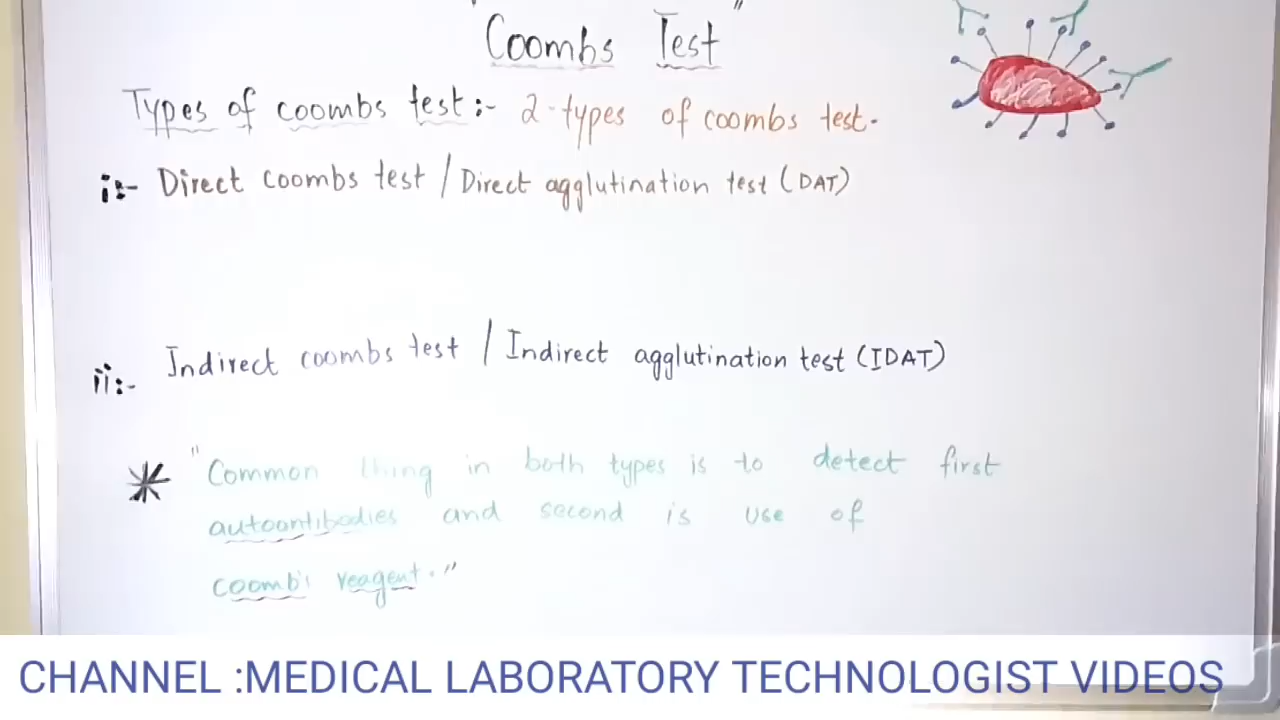 "Coombs Test"
Types of coombs test:- 2-types of coombs test.
i:- Direct coombs test / Direct agglutination test (DAT)
ii:- Indirect coombs test / Indirect agglutination test (IDAT)
* "Common thing in both types is to detect first
autoantibodies and second is use of
coomb's reagent."
CHANNEL :MEDICAL LABORATORY TECHNOLOGIST VIDEOS